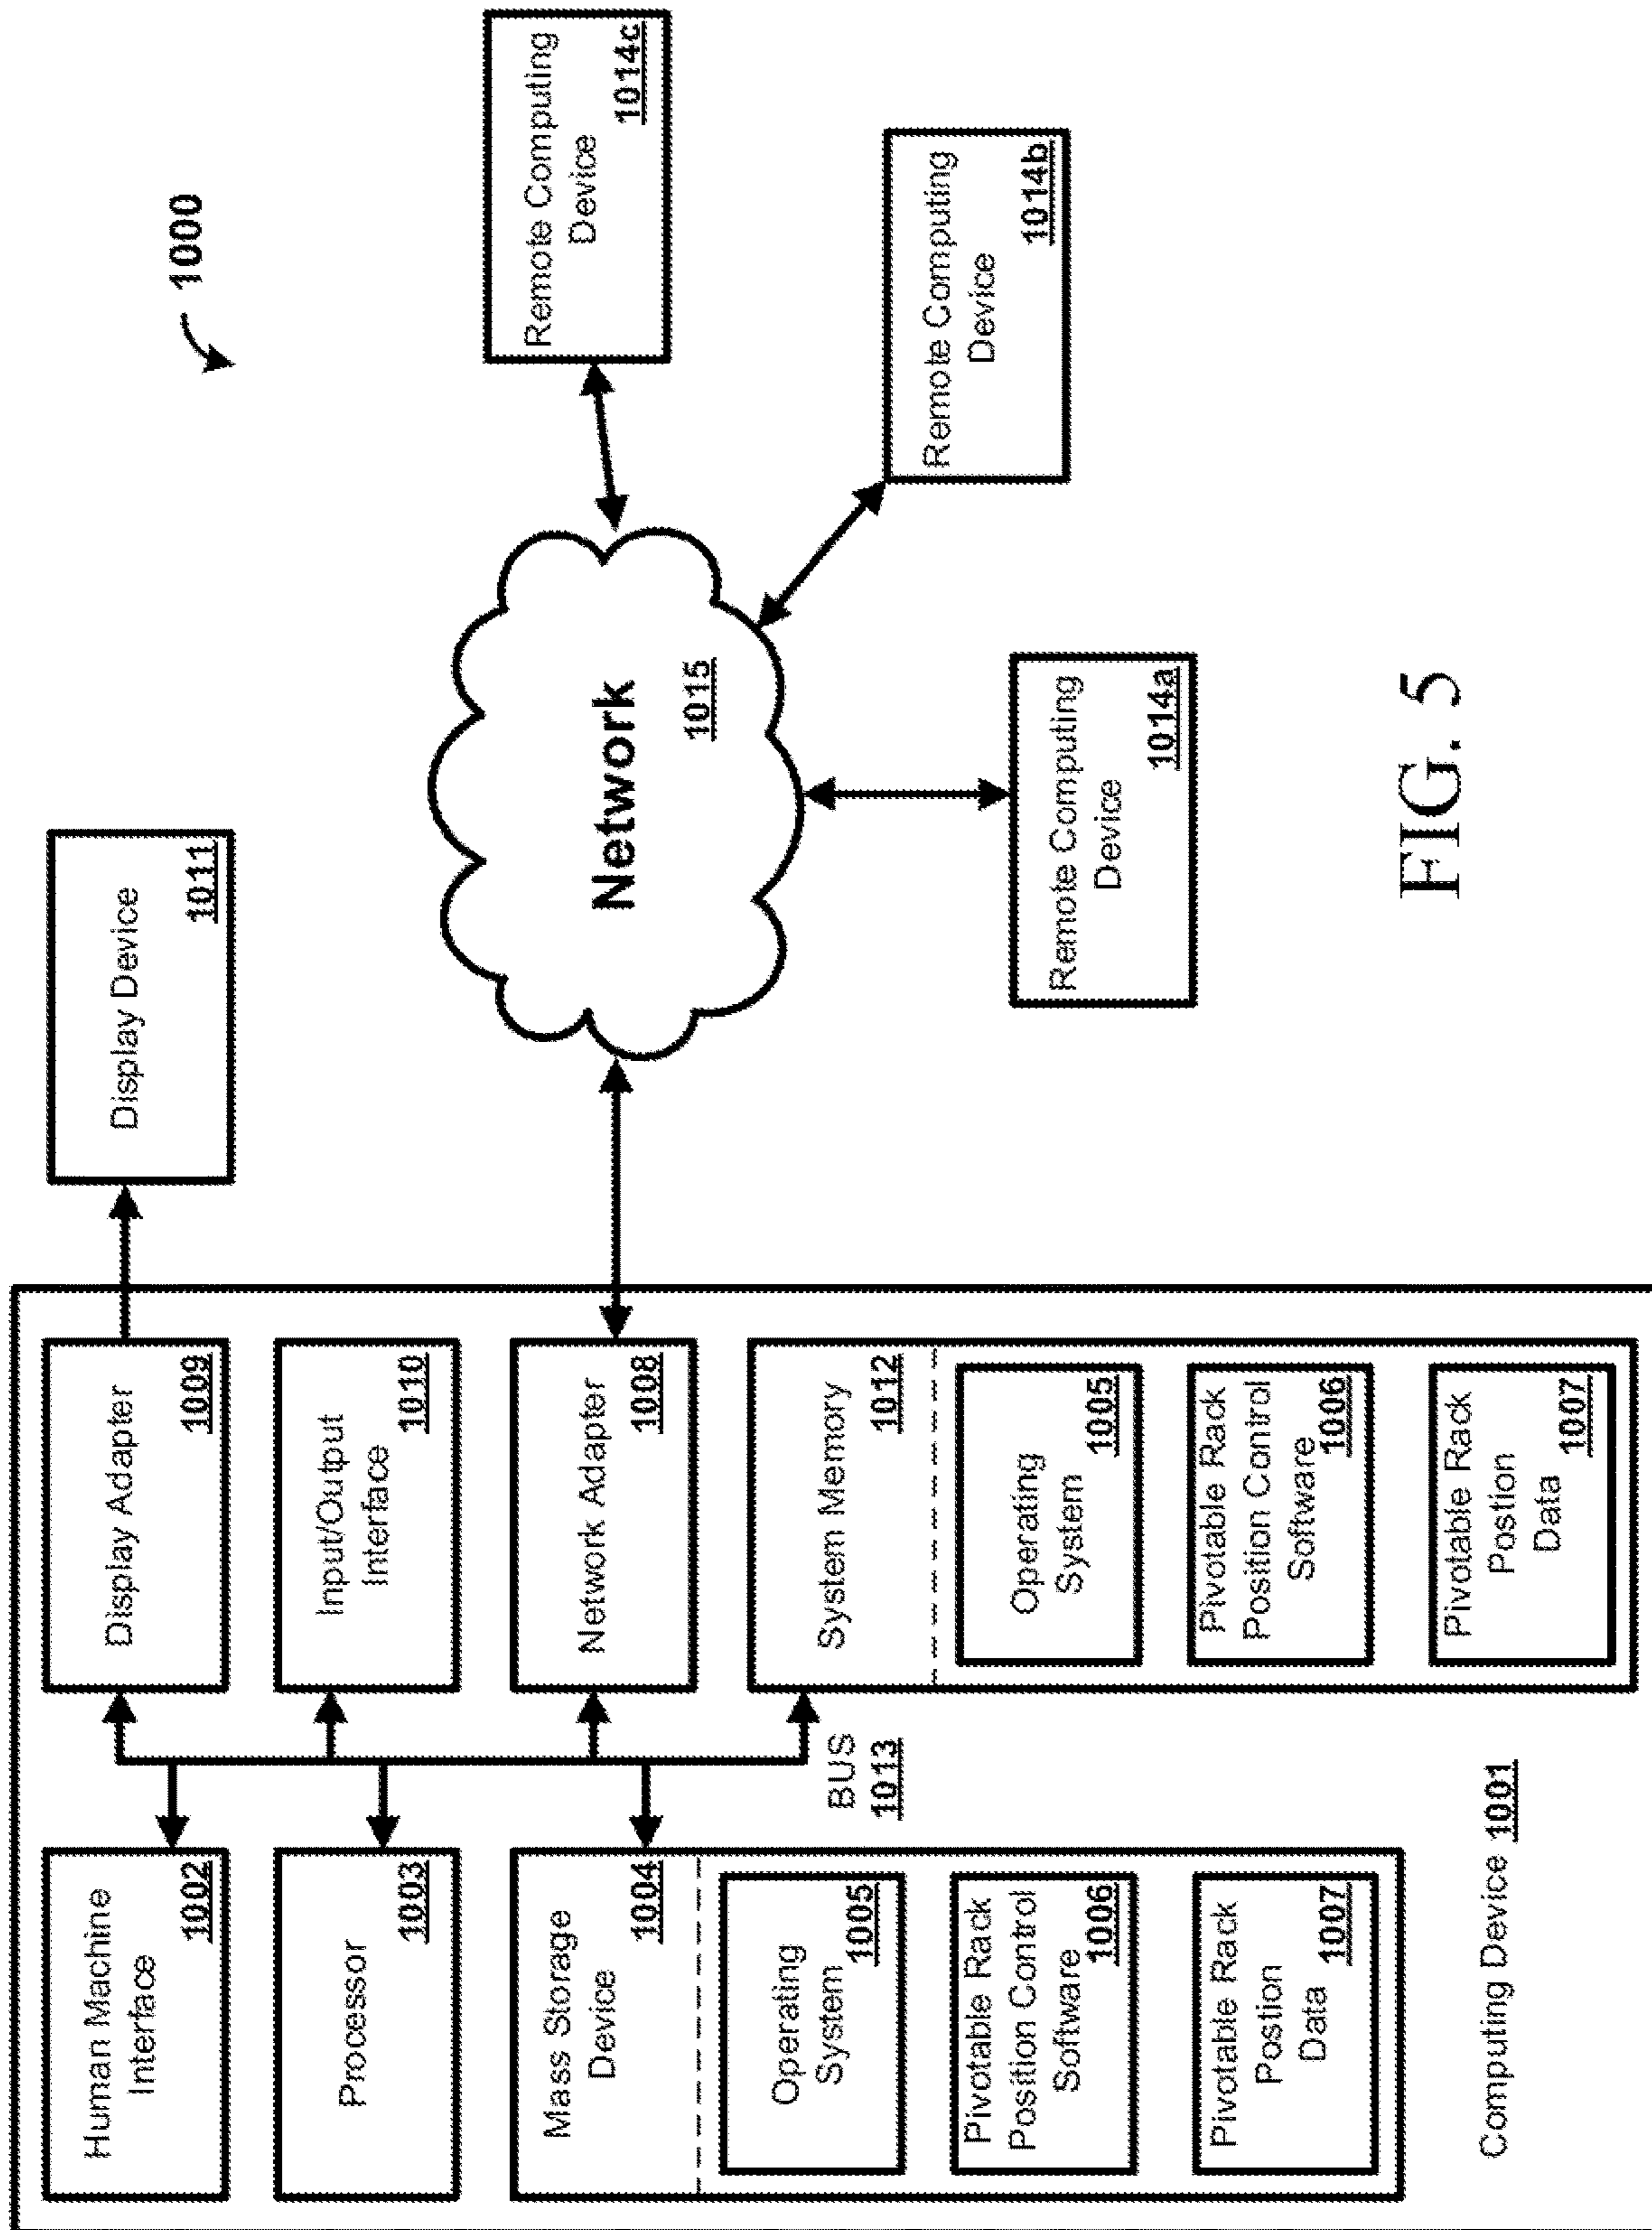 1000
Human Machine
Interface
1002
Processor
1003
Mass Storage
Device
1004
Operating
System
1005
Pivotable Rack
Position Control
Software
1006
Pivotable Rack
Postion
Data
1007
Computing Device 1001
BUS
1013
Display Adapter
1009
Input/Output
Interface
1010
Network Adapter
1008
System Memory
1012
Operating
System
1005
Pivotable Rack
Position Control
Software
1006
Pivotable Rack
Postion
Data
1007
Display Device
1011
Network
1015
Remote Computing
Device
1014a
Remote Computing
Device
1014b
Remote Computing
Device
1014c
FIG. 5